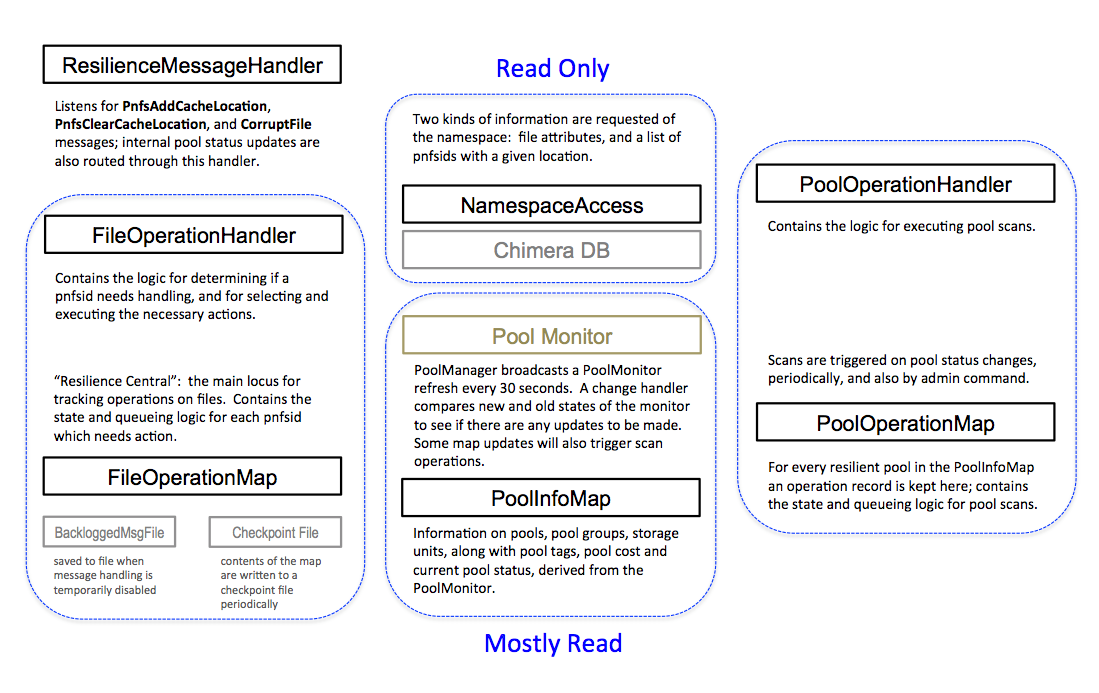 ResilienceMessageHandler
Listens for PnfsAddCacheLocation,
PnfsClearCacheLocation, and CorruptFile
messages; internal pool status updates are
also routed through this handler.
FileOperationHandler
Contains the logic for determining if a
pnfsid needs handling, and for selecting and
executing the necessary actions.
“Resilience Central”:  the main locus for
tracking operations on files.  Contains the
state and queueing logic for each pnfsid
which needs action.
FileOperationMap
BackloggedMsgFile
saved to file when
message handling is
temporarily disabled
Checkpoint File
contents of the map
are written to a
checkpoint file
periodically
Read Only
Two kinds of information are requested of
the namespace:  file attributes, and a list of
pnfsids with a given location.
NamespaceAccess
Chimera DB
Pool Monitor
PoolManager broadcasts a PoolMonitor
refresh every 30 seconds.  A change handler
compares new and old states of the monitor
to see if there are any updates to be made.
Some map updates will also trigger scan
operations.
PoolInfoMap
Information on pools, pool groups, storage
units, along with pool tags, pool cost and
current pool status, derived from the
PoolMonitor.
Mostly Read
PoolOperationHandler
Contains the logic for executing pool scans.
Scans are triggered on pool status changes,
periodically, and also by admin command.
PoolOperationMap
For every resilient pool in the PoolInfoMap
an operation record is kept here; contains
the state and queueing logic for pool scans.